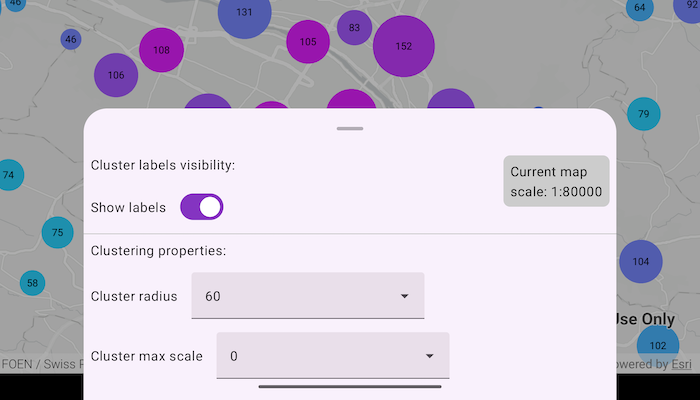 46
131
64
92
46
108
105
83
152
106
79
74
75
58
104
102
Cluster labels visibility:
Current map
scale: 1:80000
Show labels
Clustering properties:
Cluster radius
60
Cluster max scale
0
Use Only
FOEN / Swiss
powered by Esri